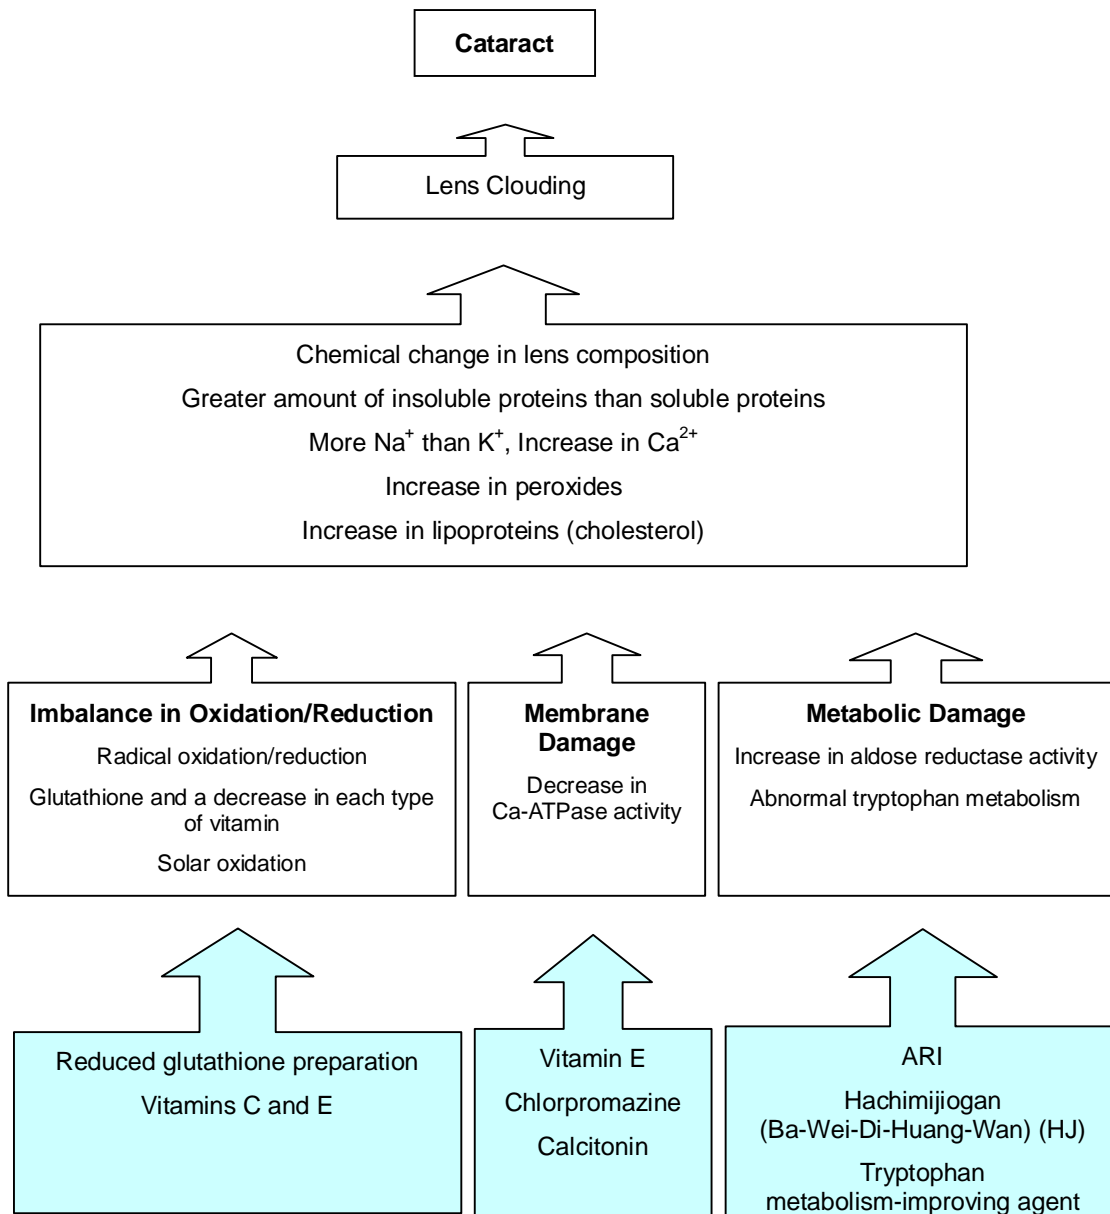 Cataract
Lens Clouding
Chemical change in lens composition
Greater amount of insoluble proteins than soluble proteins
More Na⁺ than K⁺, Increase in Ca²⁺
Increase in peroxides
Increase in lipoproteins (cholesterol)
Imbalance in Oxidation/Reduction
Radical oxidation/reduction
Glutathione and a decrease in each type
of vitamin
Solar oxidation
Membrane
Damage
Decrease in
Ca-ATPase activity
Metabolic Damage
Increase in aldose reductase activity
Abnormal tryptophan metabolism
Reduced glutathione preparation
Vitamins C and E
Vitamin E
Chlorpromazine
Calcitonin
ARI
Hachimijiogan
(Ba-Wei-Di-Huang-Wan) (HJ)
Tryptophan
metabolism-improving agent